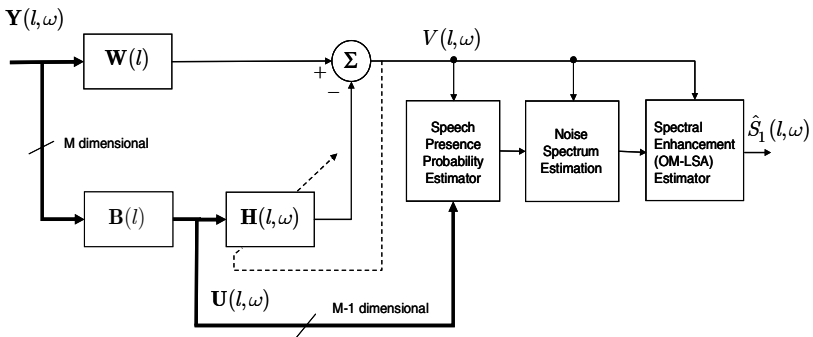 𝐘(l,ω)
𝐖(l)
Σ
+
−
V(l,ω)
M dimensional
Speech
Presence
Probability
Estimator
Noise
Spectrum
Estimation
Spectral
Enhancement
(OM-LSA)
Estimator
Ŝ₁(l,ω)
𝐁(l)
𝐇(l,ω)
𝐔(l,ω)
M-1 dimensional